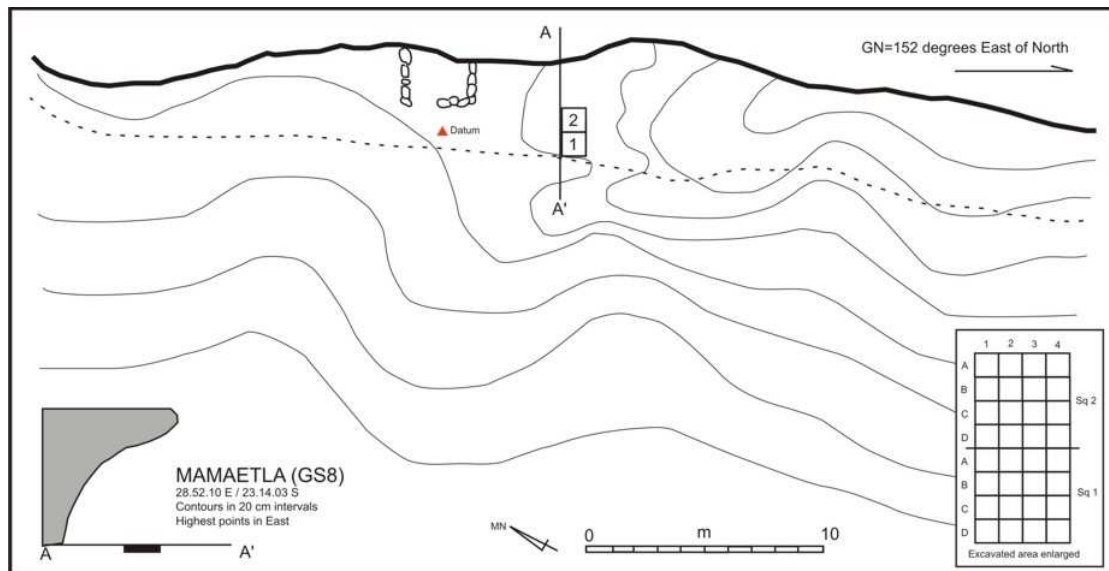 A
GN=152 degrees East of North
2
1
Datum
A'
MAMAETLA (GS8)
28.52.10 E / 23.14.03 S
Contours in 20 cm intervals
Highest points in East
A A'
MN
0 m 10
1 2 3 4
A
B
C
D
Sq 2
A
B
C
D
Sq 1
Excavated area enlarged